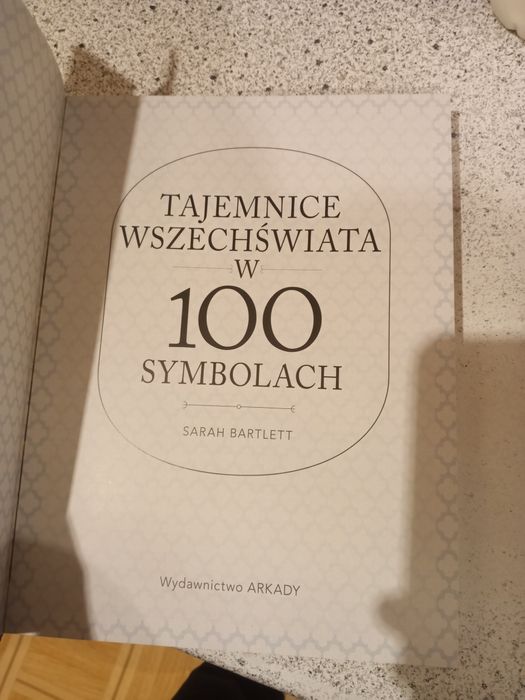 TAJEMNICE
WSZECHŚWIATA
W
100
SYMBOLACH
SARAH BARTLETT
Wydawnictwo ARKADY